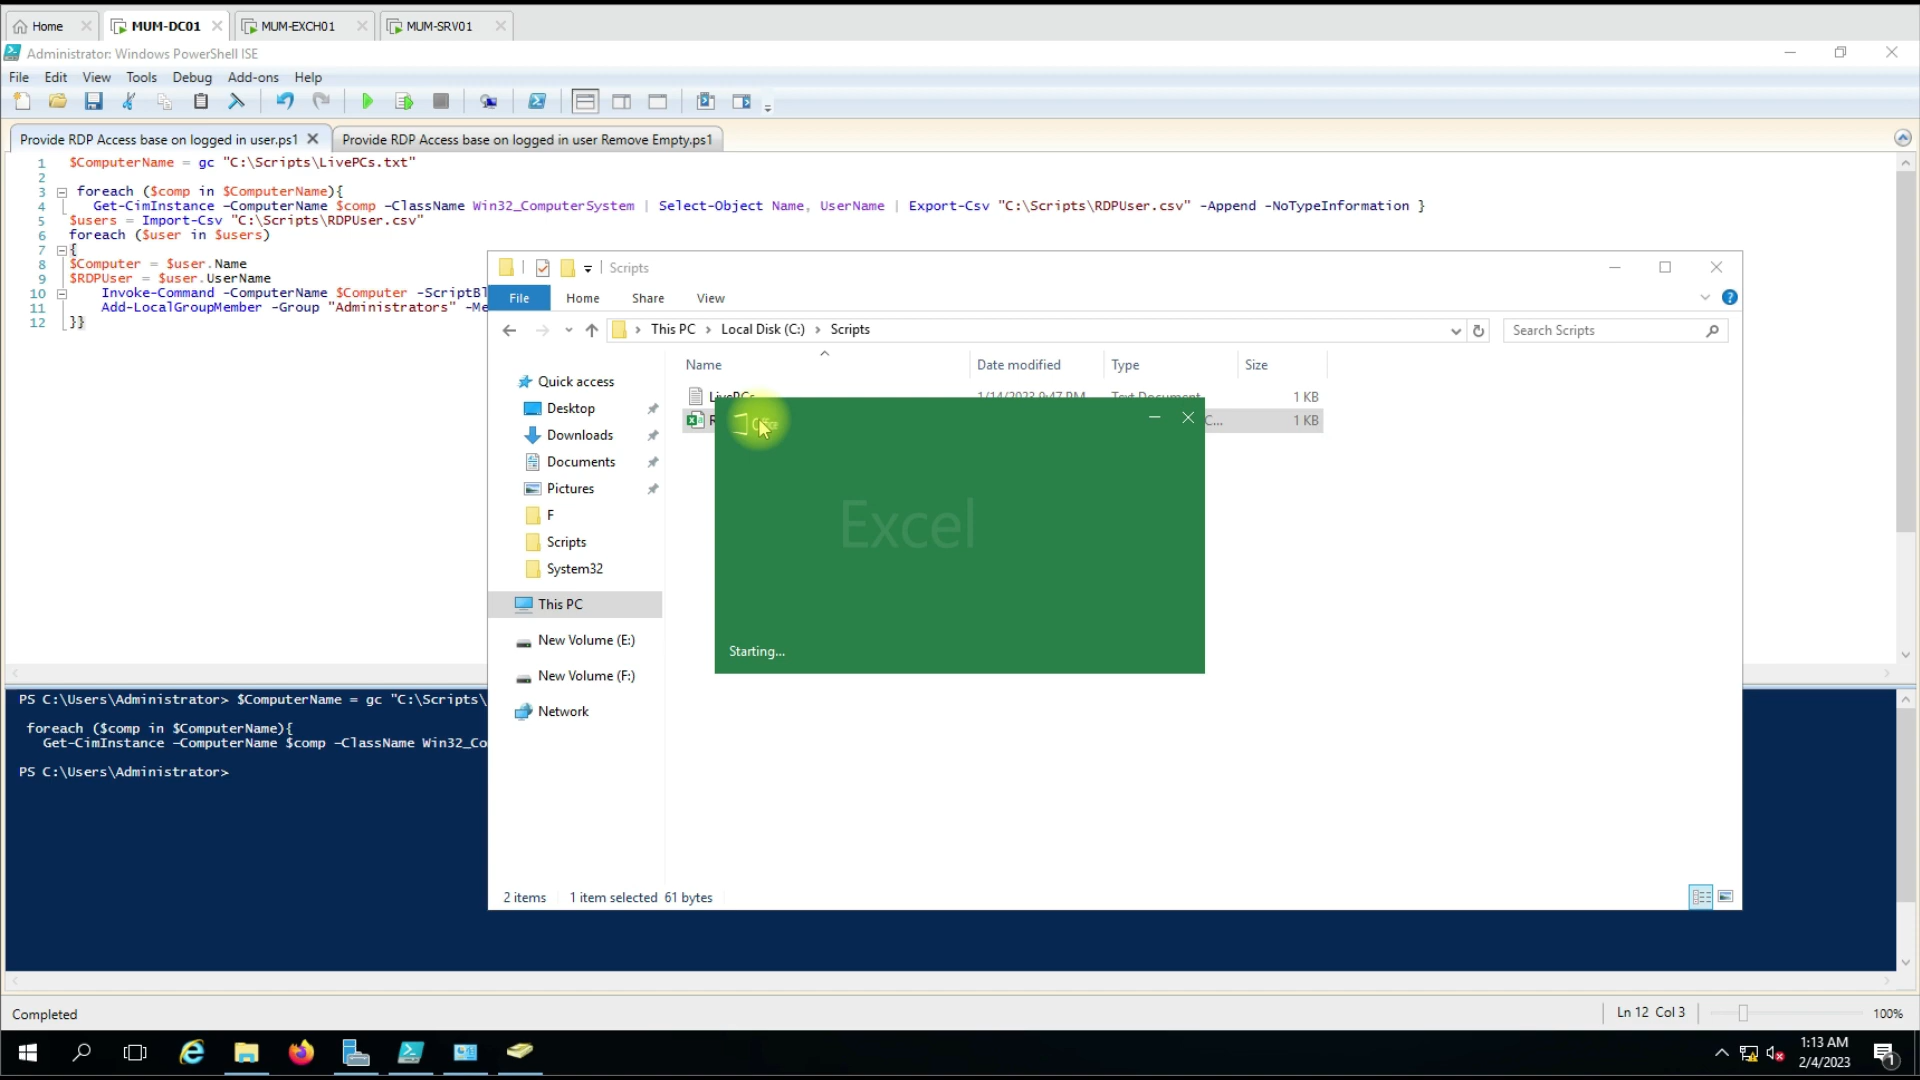 Home
MUM-DC01
MUM-EXCH01
MUM-SRV01
Administrator: Windows PowerShell ISE
File Edit View Tools Debug Add-ons Help
Provide RDP Access base on logged in user.ps1
Provide RDP Access base on logged in user Remove Empty.ps1
1 $ComputerName = gc "C:\Scripts\LivePCs.txt"
2
3 foreach ($comp in $ComputerName){
4 Get-CimInstance -ComputerName $comp -ClassName Win32_ComputerSystem | Select-Object Name, UserName | Export-Csv "C:\Scripts\RDPUser.csv" -Append -NoTypeInformation }
5 $users = Import-Csv "C:\Scripts\RDPUser.csv"
6 foreach ($user in $users)
7 {
8 $Computer = $user.Name
9 $RDPUser = $user.UserName
10 Invoke-Command -ComputerName $Computer -ScriptBl
11 Add-LocalGroupMember -Group "Administrators" -Me
12 }}
Scripts
File Home Share View
This PC > Local Disk (C:) > Scripts
Search Scripts
Name Date modified Type Size
1 KB
C... 1 KB
Quick access
Desktop
Downloads
Documents
Pictures
F
Scripts
System32
This PC
New Volume (E:)
New Volume (F:)
Network
Office
Excel
Starting...
2 items 1 item selected 61 bytes
PS C:\Users\Administrator> $ComputerName = gc "C:\Scripts\
foreach ($comp in $ComputerName){
Get-CimInstance -ComputerName $comp -ClassName Win32_Co
PS C:\Users\Administrator>
Completed
Ln 12 Col 3
100%
1:13 AM
2/4/2023
1